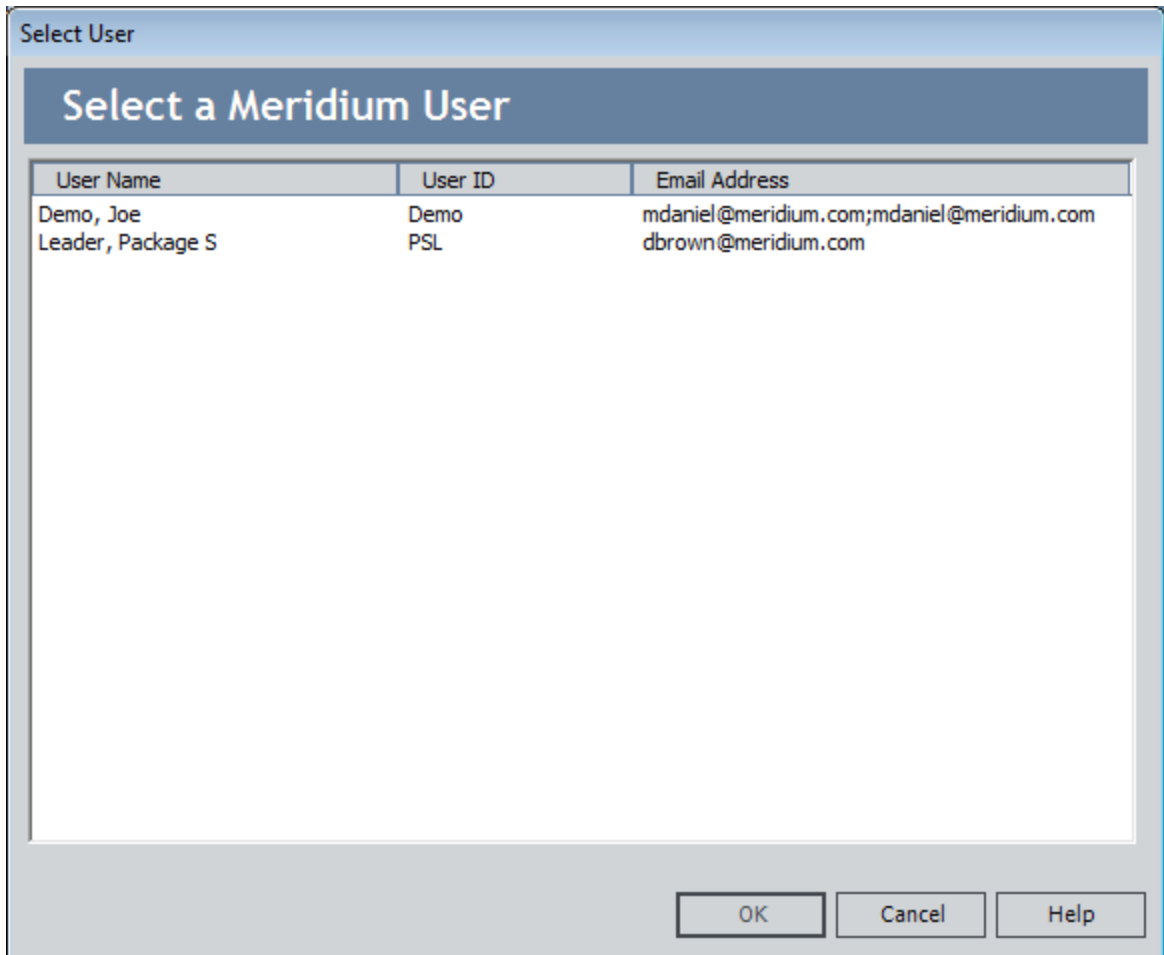 Select User
Select a Meridium User
User Name User ID Email Address
Demo, Joe Demo mdaniel@meridium.com;mdaniel@meridium.com
Leader, Package S PSL dbrown@meridium.com
OK Cancel Help